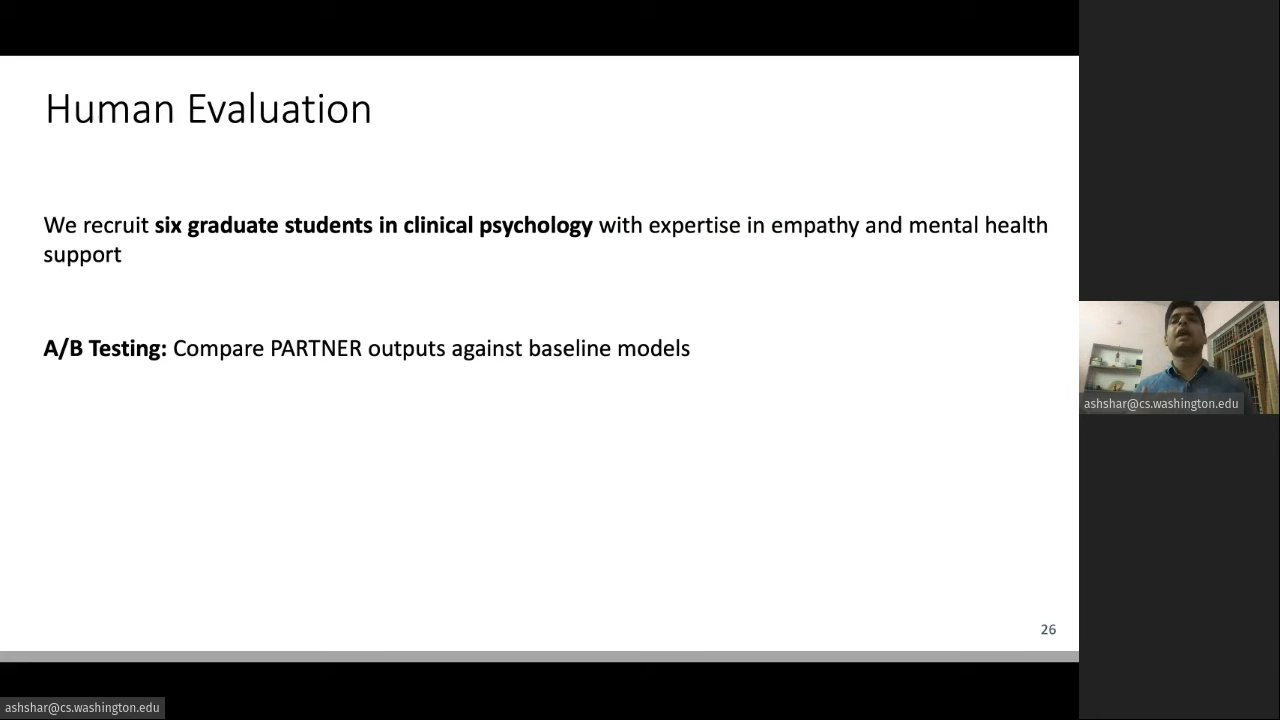 Human Evaluation
We recruit six graduate students in clinical psychology with expertise in empathy and mental health
support
A/B Testing: Compare PARTNER outputs against baseline models
26
ashshar@cs.washington.edu
ashshar@cs.washington.edu